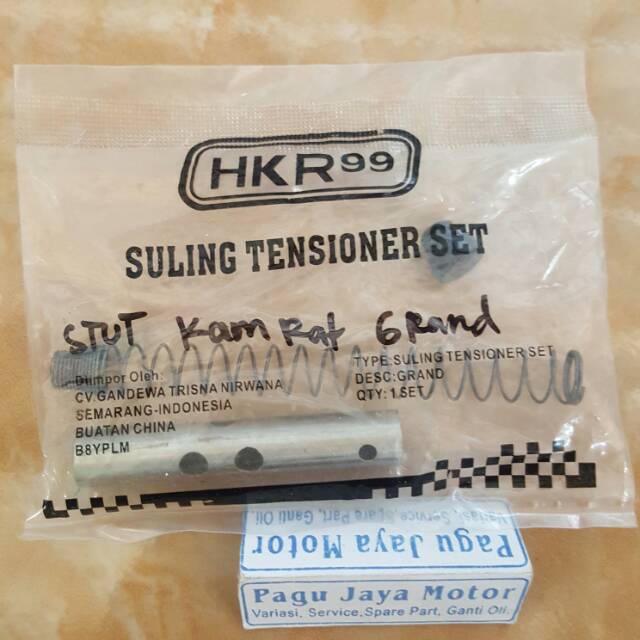 HKR99
SULING TENSIONER SET
STUT Kam Rat GRand
Diimpor Oleh:
CV.GANDEWA TRISNA NIRWANA
SEMARANG-INDONESIA
BUATAN CHINA
B8YPLM
TYPE:SULING TENSIONER SET
DESC:GRAND
QTY: 1 SET
Variasi, Service,Spare Part, Ganti Oli.
Pagu Jaya Motor
Pagu Jaya Motor
Variasi, Service,Spare Part, Ganti Oli.